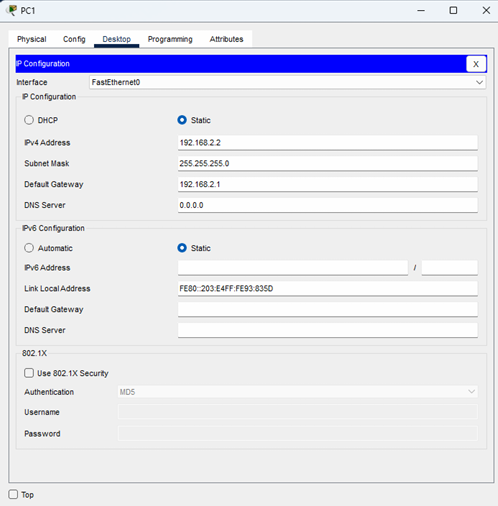 PC1
Physical Config Desktop Programming Attributes
IP Configuration X
Interface FastEthernet0
IP Configuration
DHCP Static
IPv4 Address 192.168.2.2
Subnet Mask 255.255.255.0
Default Gateway 192.168.2.1
DNS Server 0.0.0.0
IPv6 Configuration
Automatic Static
IPv6 Address /
Link Local Address FE80::203:E4FF:FE93:835D
Default Gateway
DNS Server
802.1X
Use 802.1X Security
Authentication MD5
Username
Password
Top